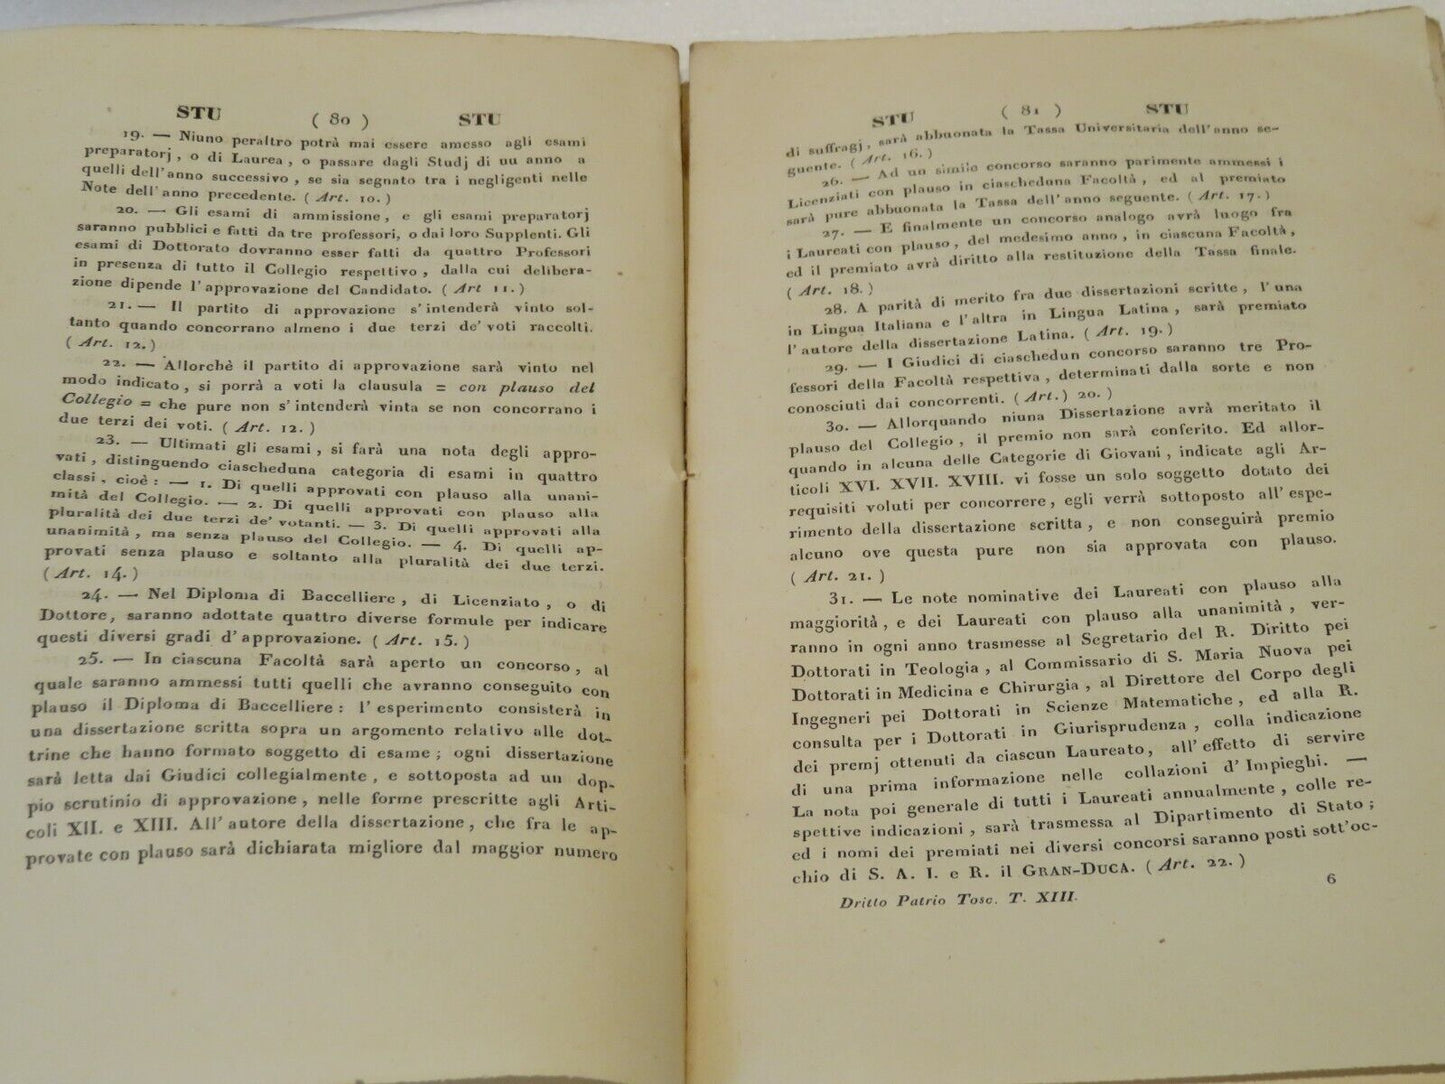 STU ( 80 ) STU
19. — Niuno peraltro potrà mai essere amesso agli esami
preparatorj, o di Laurea, o passare dagli Studj di uu anno a
quelli dell'anno successivo, se sia segnato tra i negligenti nelle
Note dell'anno precedente. ( Art. 10. )
20. — Gli esami di ammissione, e gli esami preparatorj
saranno pubblici e fatti da tre professori, o dai loro Supplenti. Gli
esami di Dottorato dovranno esser fatti da quattro Professori
in presenza di tutto il Collegio respettivo, dalla cui delibera-
zione dipende l'approvazione del Candidato. ( Art 11. )
21. — Il partito di approvazione s'intenderà vinto sol-
tanto quando concorrano almeno i due terzi de' voti raccolti.
( Art. 12. )
22. — Allorchè il partito di approvazione sarà vinto nel
modo indicato, si porrà a voti la clausula = con plauso del
Collegio = che pure non s'intenderà vinta se non concorrano i
due terzi dei voti. ( Art. 12. )
23. — Ultimati gli esami, si farà una nota degli appro-
vati, distinguendo ciascheduna categoria di esami in quattro
classi, cioè: — 1. Di quelli approvati con plauso alla unani-
mità del Collegio. — 2. Di quelli approvati con plauso alla
pluralità dei due terzi de' votanti. — 3. Di quelli approvati alla
unanimità, ma senza plauso del Collegio. — 4. Di quelli ap-
provati senza plauso e soltanto alla pluralità dei due terzi.
( Art. 14. )
24. — Nel Diploma di Baccelliere, di Licenziato, o di
Dottore, saranno adottate quattro diverse formule per indicare
questi diversi gradi d'approvazione. ( Art. 15. )
25. — In ciascuna Facoltà sarà aperto un concorso, al
quale saranno ammessi tutti quelli che avranno conseguito con
plauso il Diploma di Baccelliere: l'esperimento consisterà in
una dissertazione scritta sopra un argomento relativo alle dot-
trine che hanno formato soggetto di esame; ogni dissertazione
sarà letta dai Giudici collegialmente, e sottoposta ad un dop-
pio scrutinio di approvazione, nelle forme prescritte agli Arti-
coli XII. e XIII. All'autore della dissertazione, che fra le ap-
provate con plauso sarà dichiarata migliore dal maggior numero
STU ( 81 ) STU
di suffragj, sarà abbuonata la Tassa Universitaria dell'anno se-
guente. ( Art. 16. )
26. — Ad un simile concorso saranno parimente ammessi i
Licenziati con plauso in ciascheduna Facoltà, ed al premiato
sarà pure abbuonata la Tassa dell'anno seguente. ( Art. 17. )
27. — E finalmente un concorso analogo avrà luogo fra
i Laureati con plauso, del medesimo anno, in ciascuna Facoltà,
ed il premiato avrà diritto alla restituzione della Tassa finale.
( Art. 18. )
28. A parità di merito fra due dissertazioni scritte, l'una
in Lingua Italiana e l'altra in Lingua Latina, sarà premiato
l'autore della dissertazione Latina. ( Art. 19. )
29. — I Giudici di ciaschedun concorso saranno tre Pro-
fessori della Facoltà respettiva, determinati dalla sorte e non
conosciuti dai concorrenti. ( Art. ) 20. )
30. — Allorquando niuna Dissertazione avrà meritato il
plauso del Collegio, il premio non sarà conferito. Ed allor-
quando in alcuna delle Categorie di Giovani, indicate agli Ar-
ticoli XVI. XVII. XVIII. vi fosse un solo soggetto dotato dei
requisiti voluti per concorrere, egli verrà sottoposto all'espe-
rimento della dissertazione scritta, e non conseguirà premio
alcuno ove questa pure non sia approvata con plauso.
( Art. 21. )
31. — Le note nominative dei Laureati con plauso alla
maggiorità, e dei Laureati con plauso alla unanimità, ver-
ranno in ogni anno trasmesse al Segretario del R. Diritto pei
Dottorati in Teologia, al Commissario di S. Maria Nuova pei
Dottorati in Medicina e Chirurgia, al Direttore del Corpo degli
Ingegneri pei Dottorati in Scienze Matematiche, ed alla R.
consulta per i Dottorati in Giurisprudenza, colla indicazione
dei premj ottenuti da ciascun Laureato, all'effetto di servire
di una prima informazione nelle collazioni d'Impieghi. —
La nota poi generale di tutti i Laureati annualmente, colle re-
spettive indicazioni, sarà trasmessa al Dipartimento di Stato;
ed i nomi dei premiati nei diversi concorsi saranno posti sott'oc-
chio di S. A. I. e R. il GRAN-DUCA. ( Art. 22. )
Dritto Patrio Tosc. T. XIII. 6